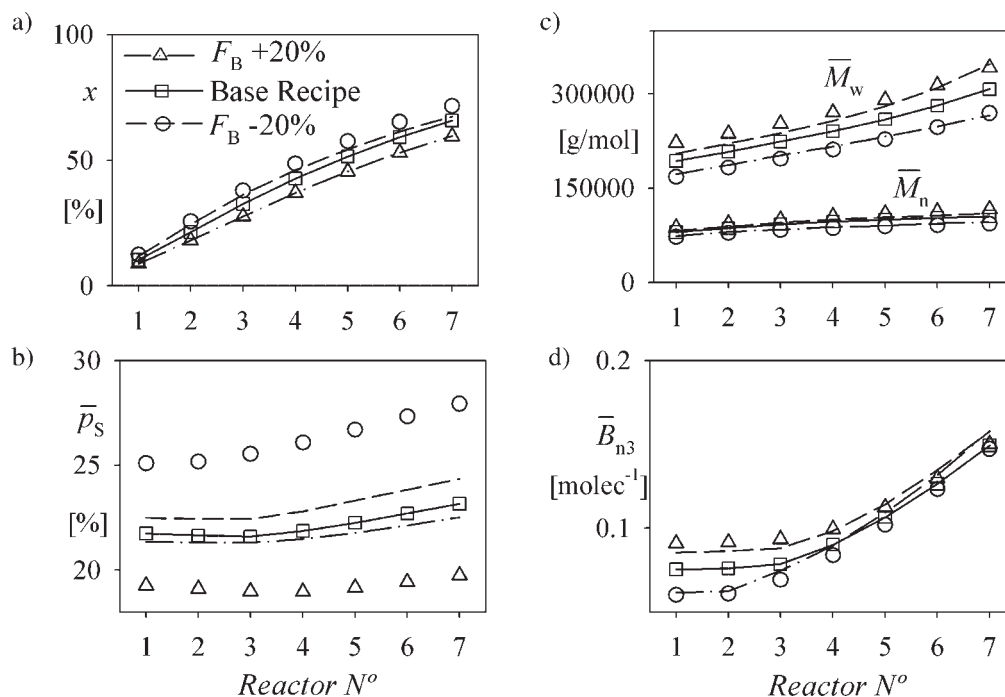 a)
100
x
50
[%]
0
F_B +20%
Base Recipe
F_B -20%
1 2 3 4 5 6 7
b)
30
p̅_S
25
[%]
20
1 2 3 4 5 6 7
Reactor Nº
c)
300000
[g/mol]
150000
0
M̅_w
M̅_n
1 2 3 4 5 6 7
d)
0.2
B̅_n3
[molec⁻¹]
0.1
1 2 3 4 5 6 7
Reactor Nº